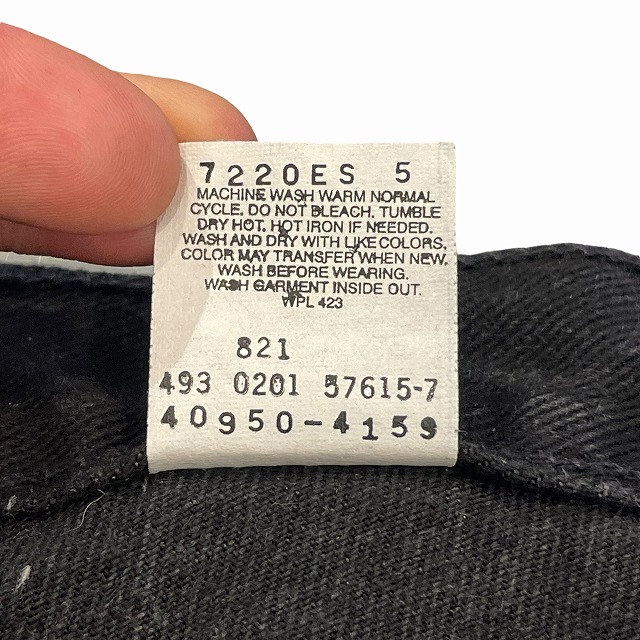 7220ES 5
MACHINE WASH WARM NORMAL
CYCLE. DO NOT BLEACH. TUMBLE
DRY HOT. HOT IRON IF NEEDED.
WASH AND DRY WITH LIKE COLORS.
COLOR MAY TRANSFER WHEN NEW.
WASH BEFORE WEARING.
WASH GARMENT INSIDE OUT.
WPL 423
821
493 0201 57615-7
40950-4159